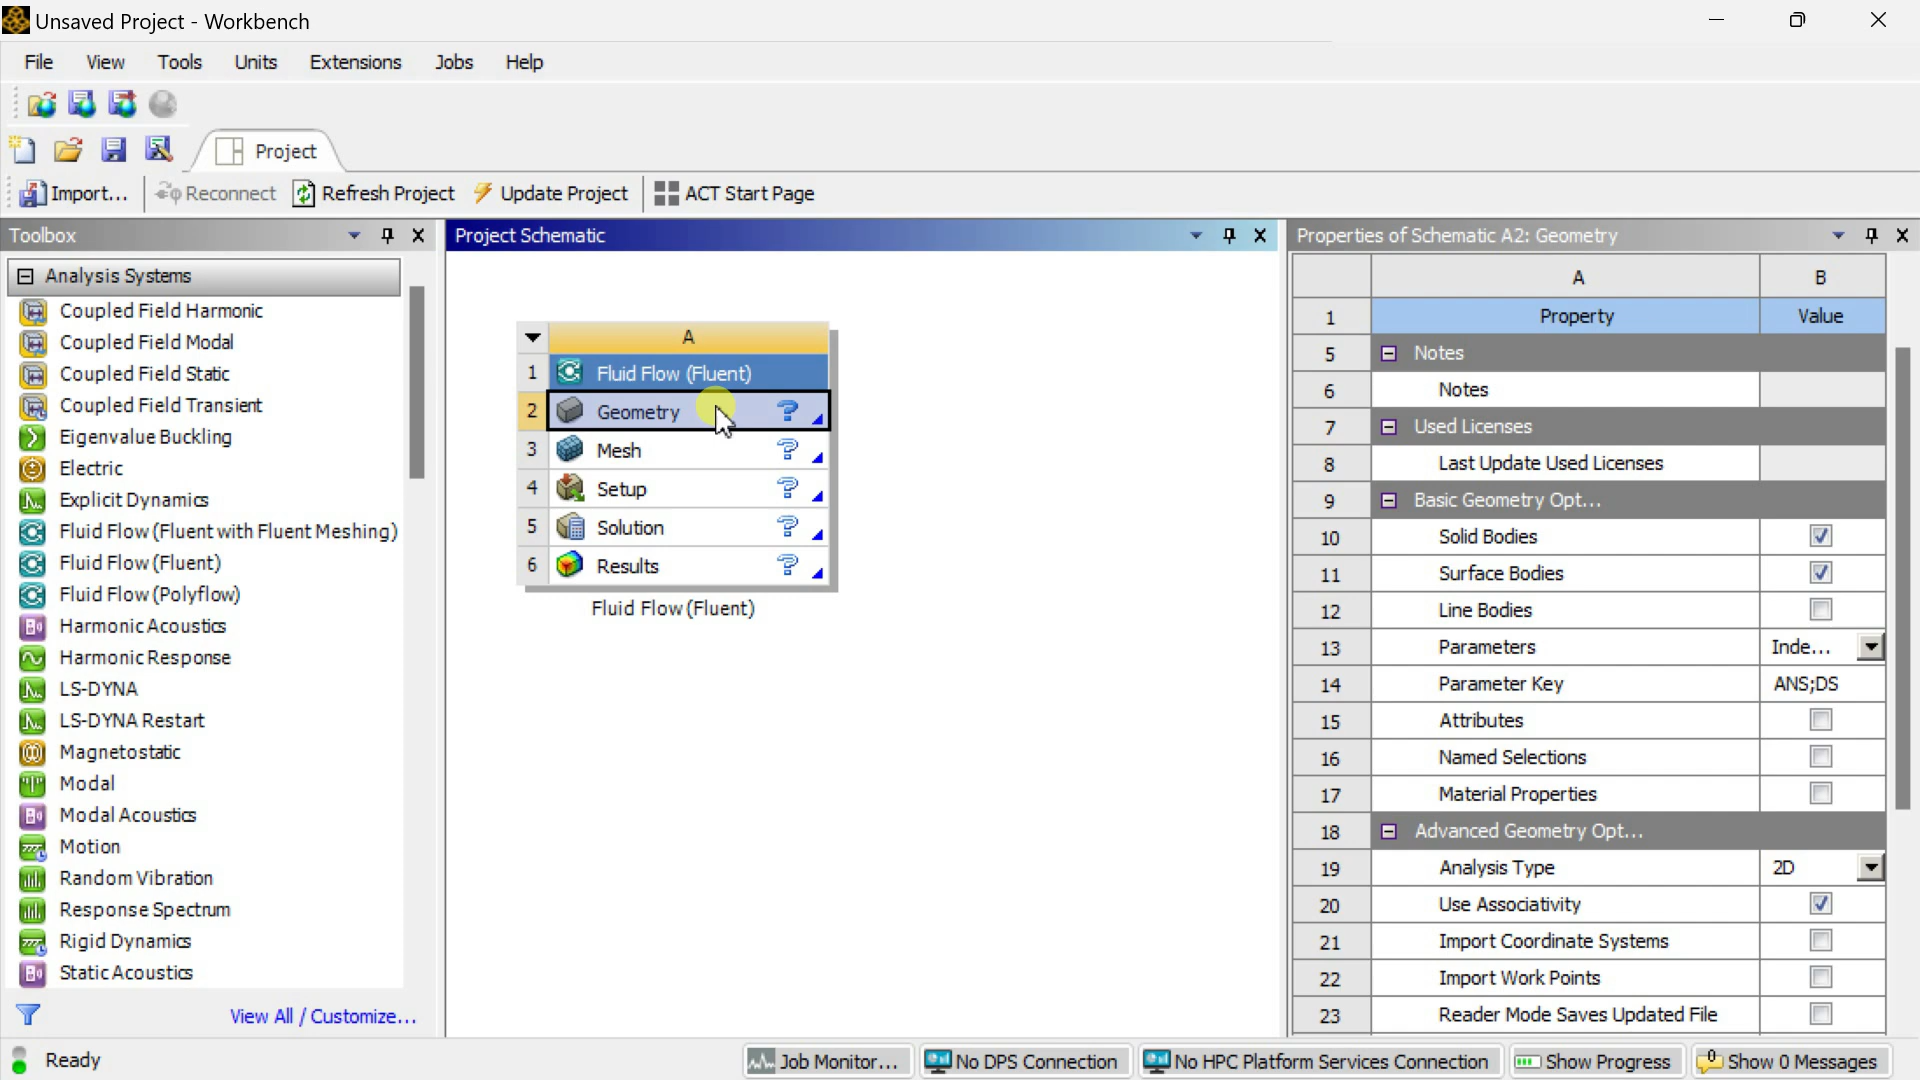 Unsaved Project - Workbench
File View Tools Units Extensions Jobs Help
Project
Import... Reconnect Refresh Project Update Project ACT Start Page
Toolbox
Analysis Systems
Coupled Field Harmonic
Coupled Field Modal
Coupled Field Static
Coupled Field Transient
Eigenvalue Buckling
Electric
Explicit Dynamics
Fluid Flow (Fluent with Fluent Meshing)
Fluid Flow (Fluent)
Fluid Flow (Polyflow)
Harmonic Acoustics
Harmonic Response
LS-DYNA
LS-DYNA Restart
Magnetostatic
Modal
Modal Acoustics
Motion
Random Vibration
Response Spectrum
Rigid Dynamics
Static Acoustics
View All / Customize...
Project Schematic
A
1 Fluid Flow (Fluent)
2 Geometry ?
3 Mesh ?
4 Setup ?
5 Solution ?
6 Results ?
Fluid Flow (Fluent)
Properties of Schematic A2: Geometry
A B
1 Property Value
5 Notes
6 Notes
7 Used Licenses
8 Last Update Used Licenses
9 Basic Geometry Opt...
10 Solid Bodies
11 Surface Bodies
12 Line Bodies
13 Parameters Inde...
14 Parameter Key ANS;DS
15 Attributes
16 Named Selections
17 Material Properties
18 Advanced Geometry Opt...
19 Analysis Type 2D
20 Use Associativity
21 Import Coordinate Systems
22 Import Work Points
23 Reader Mode Saves Updated File
Ready Job Monitor... No DPS Connection No HPC Platform Services Connection Show Progress Show 0 Messages